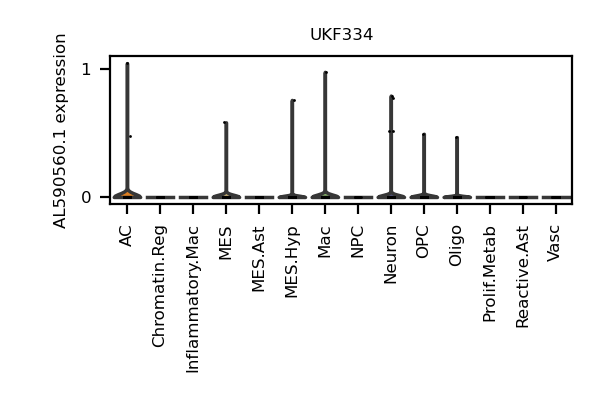 UKF334
AL590560.1 expression
1
0
AC
Chromatin.Reg
Inflammatory.Mac
MES
MES.Ast
MES.Hyp
Mac
NPC
Neuron
OPC
Oligo
Prolif.Metab
Reactive.Ast
Vasc